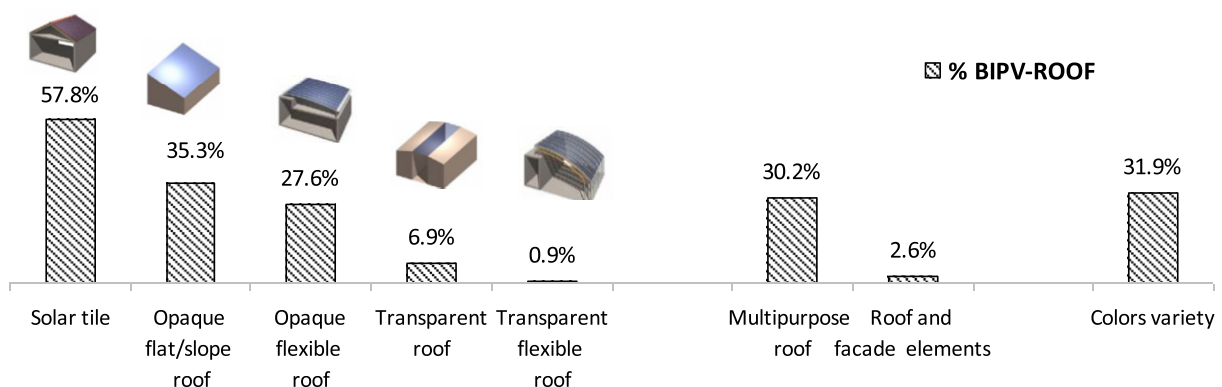 % BIPV-ROOF
57.8%
35.3%
27.6%
6.9%
0.9%
30.2%
2.6%
31.9%
Solar tile
Opaque
flat/slope
roof
Opaque
flexible
roof
Transparent
roof
Transparent
flexible
roof
Multipurpose
roof
Roof and
facade elements
Colors variety